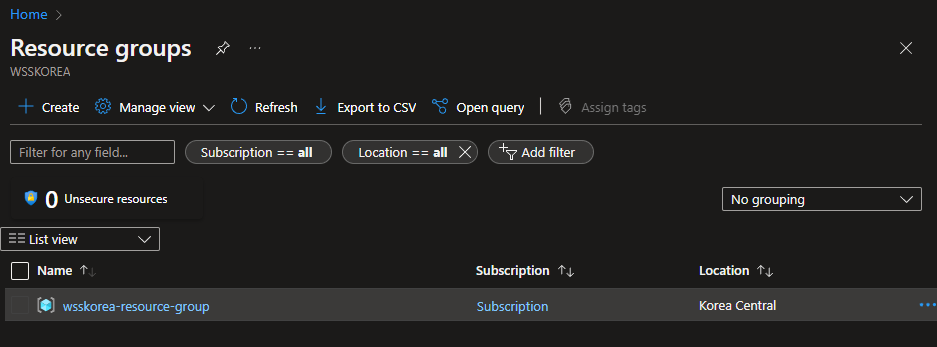 Home
Resource groups
WSSKOREA
Create Manage view Refresh Export to CSV Open query Assign tags
Filter for any field... Subscription == all Location == all Add filter
0 Unsecure resources
No grouping
List view
Name Subscription Location
wsskorea-resource-group Subscription Korea Central